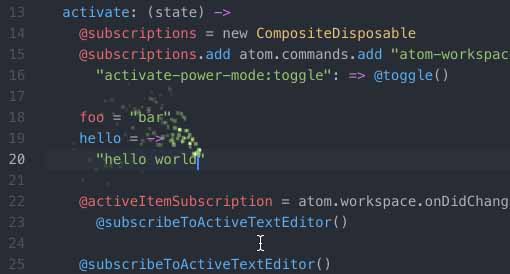 13 activate: (state) ->
14 @subscriptions = new CompositeDisposable
15 @subscriptions.add atom.commands.add "atom-workspac
16 "activate-power-mode:toggle": => @toggle()
17
18 foo = "bar"
19 hello = ->
20 "hello world"
21
22 @activeItemSubscription = atom.workspace.onDidChang
23 @subscribeToActiveTextEditor()
24
25 @subscribeToActiveTextEditor()